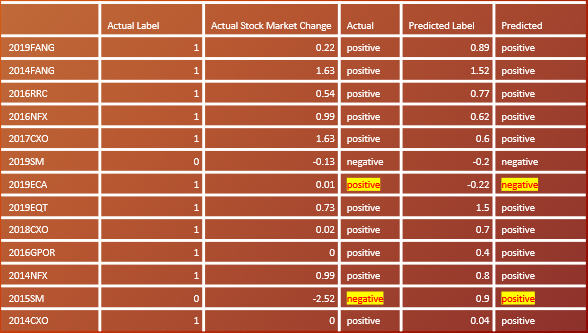 Actual Label Actual Stock Market Change Actual Predicted Label Predicted
2019FANG 1 0.22 positive 0.89 positive
2014FANG 1 1.63 positive 1.52 positive
2016RRC 1 0.54 positive 0.77 positive
2016NFX 1 0.99 positive 0.62 positive
2017CXO 1 1.63 positive 0.6 positive
2019SM 0 -0.13 negative -0.2 negative
2019ECA 1 0.01 positive -0.22 negative
2019EQT 1 0.73 positive 1.5 positive
2018CXO 1 0.02 positive 0.7 positive
2016GPOR 1 0 positive 0.4 positive
2014NFX 1 0.99 positive 0.8 positive
2015SM 0 -2.52 negative 0.9 positive
2014CXO 1 0 positive 0.04 positive